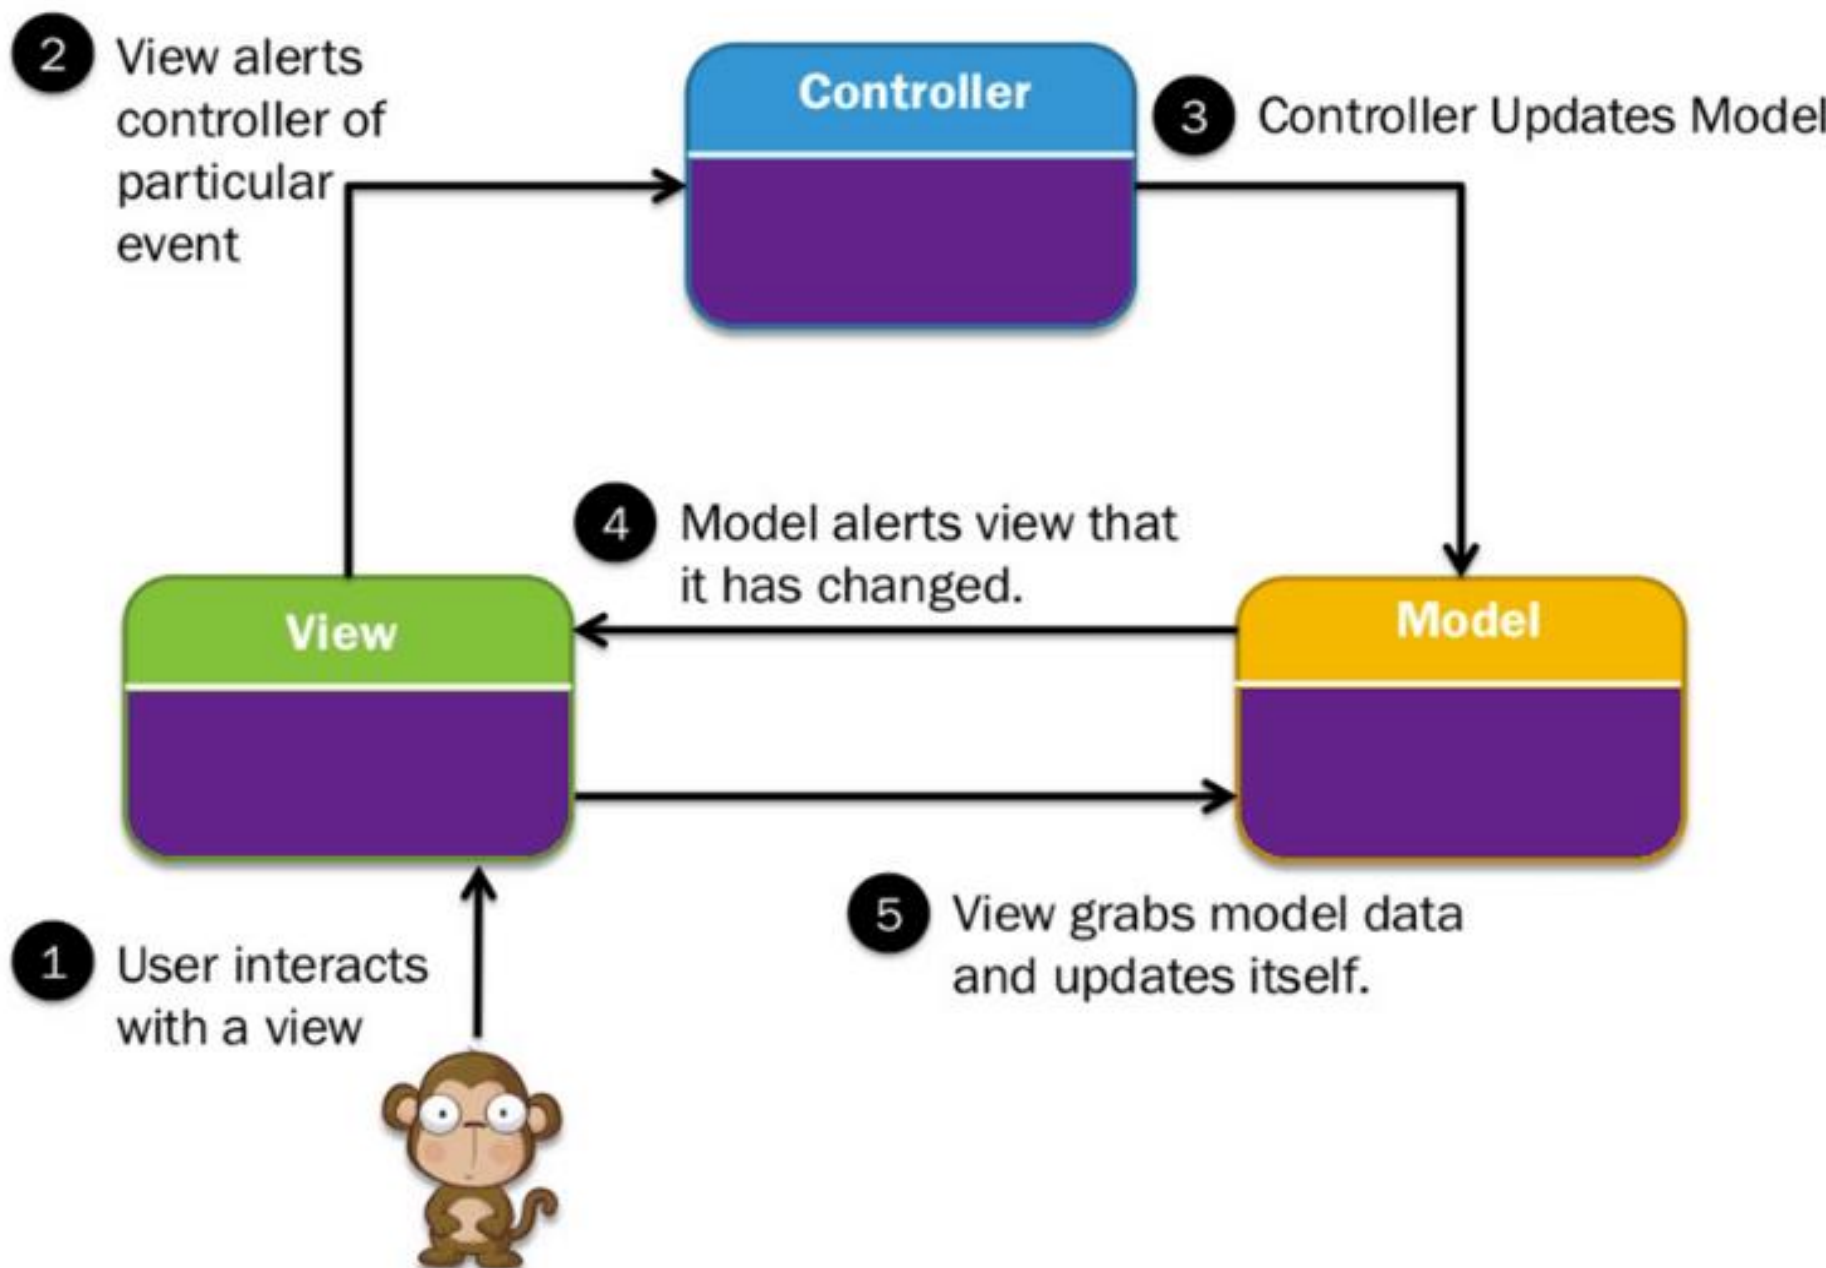 2
View alerts
controller of
particular
event
Controller
3
Controller Updates Model
4
Model alerts view that
it has changed.
View
Model
5
View grabs model data
and updates itself.
1
User interacts
with a view